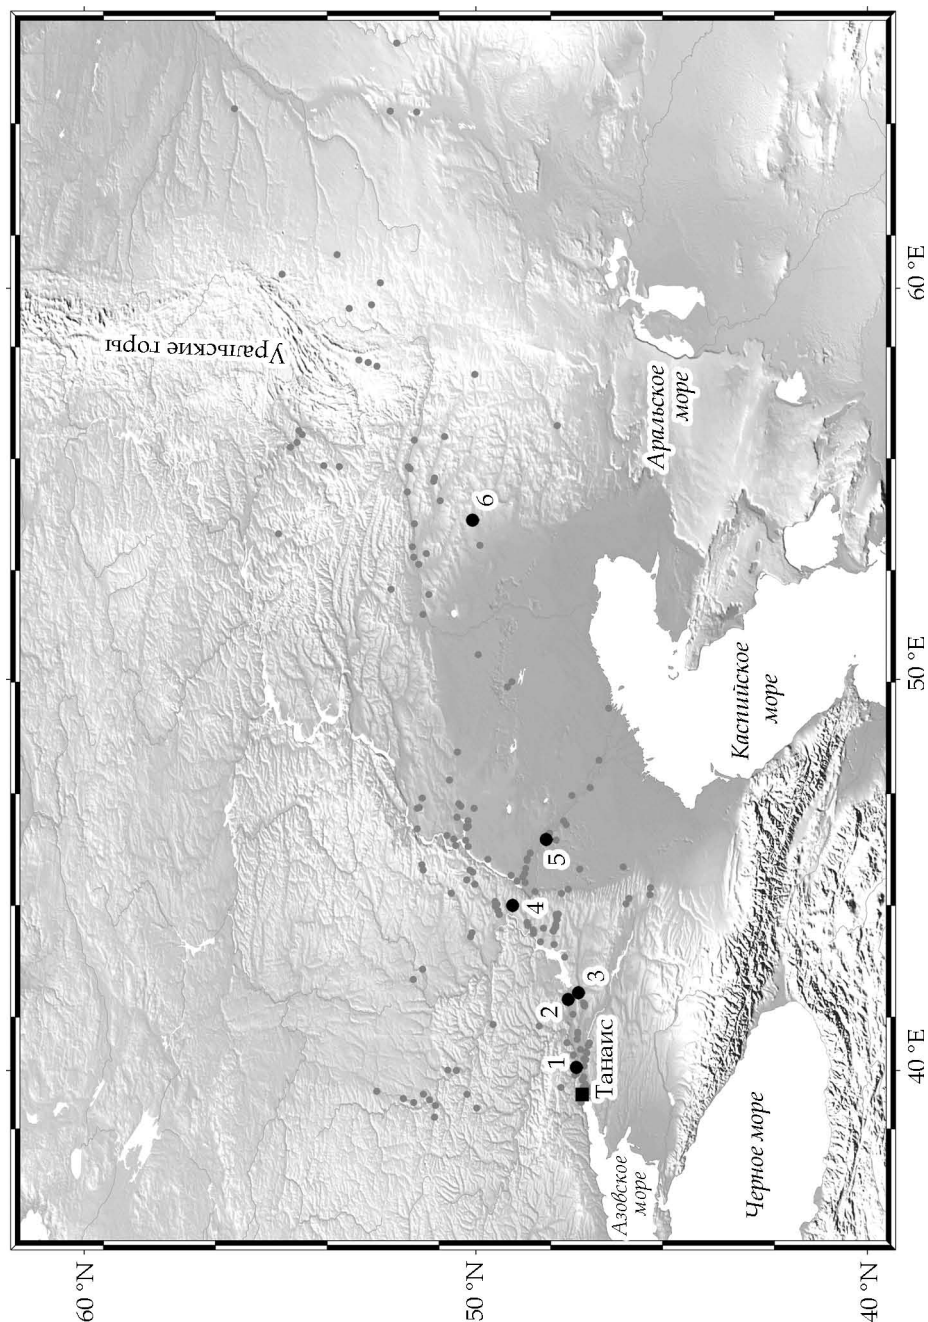 Уральские горы
Аральское
море
Каспийское
море
Черное море
Азовское
море
Танаис
1
2
3
4
5
6
60 °N
50 °N
40 °N
40 °E
50 °E
60 °E